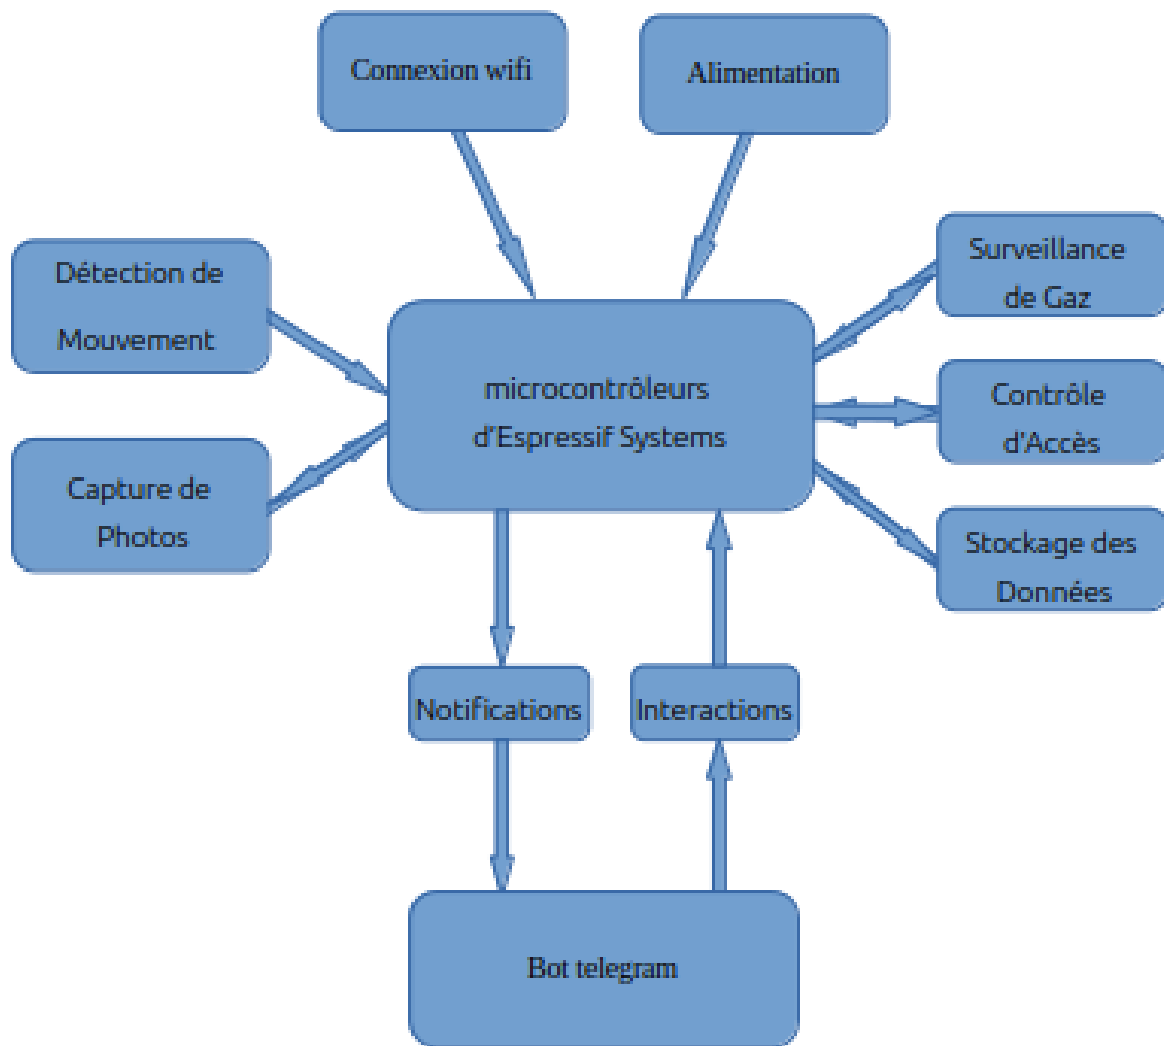 Connexion wifi
Alimentation
Détection de
Mouvement
Surveillance
de Gaz
microcontrôleurs
d'Espressif Systems
Contrôle
d'Accès
Capture de
Photos
Stockage des
Données
Notifications
Interactions
Bot telegram